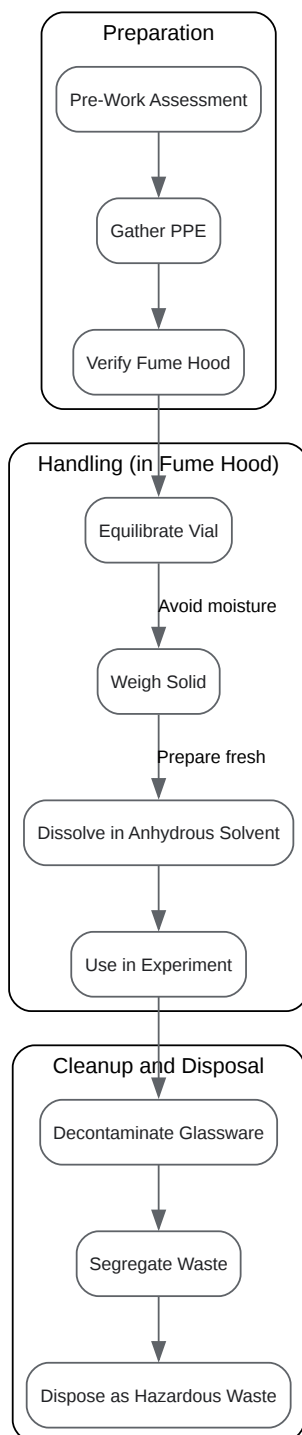 Preparation
Pre-Work Assessment
Gather PPE
Verify Fume Hood
Handling (in Fume Hood)
Equilibrate Vial
Avoid moisture
Weigh Solid
Prepare fresh
Dissolve in Anhydrous Solvent
Use in Experiment
Cleanup and Disposal
Decontaminate Glassware
Segregate Waste
Dispose as Hazardous Waste